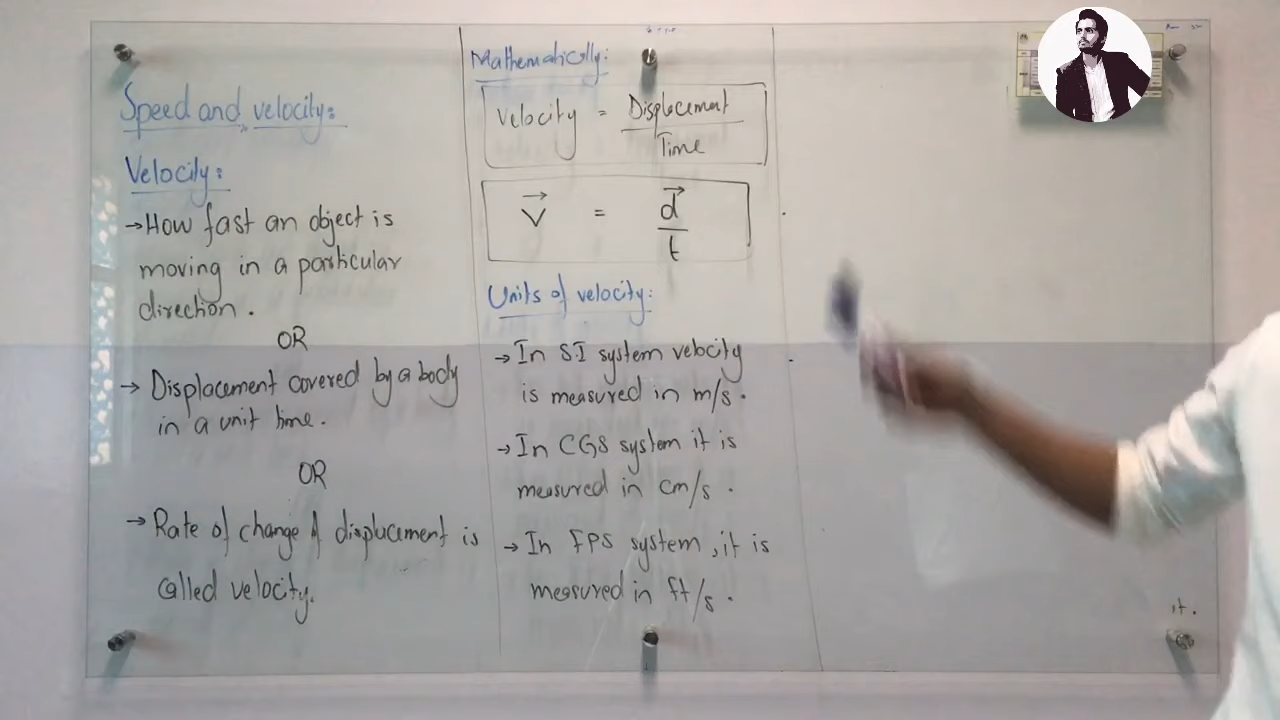 Speed and velocity:
Velocity:
→ How fast an object is
moving in a particular
direction.
OR
→ Displacement covered by a body
in a unit time.
OR
→ Rate of change of displacement is
called velocity.
Mathematically:
Velocity = Displacement
Time
V⃗ = d⃗
t
Units of velocity:
→ In SI system velocity
is measured in m/s.
→ In CGS system it is
measured in cm/s.
→ In FPS system, it is
measured in ft/s.
it.